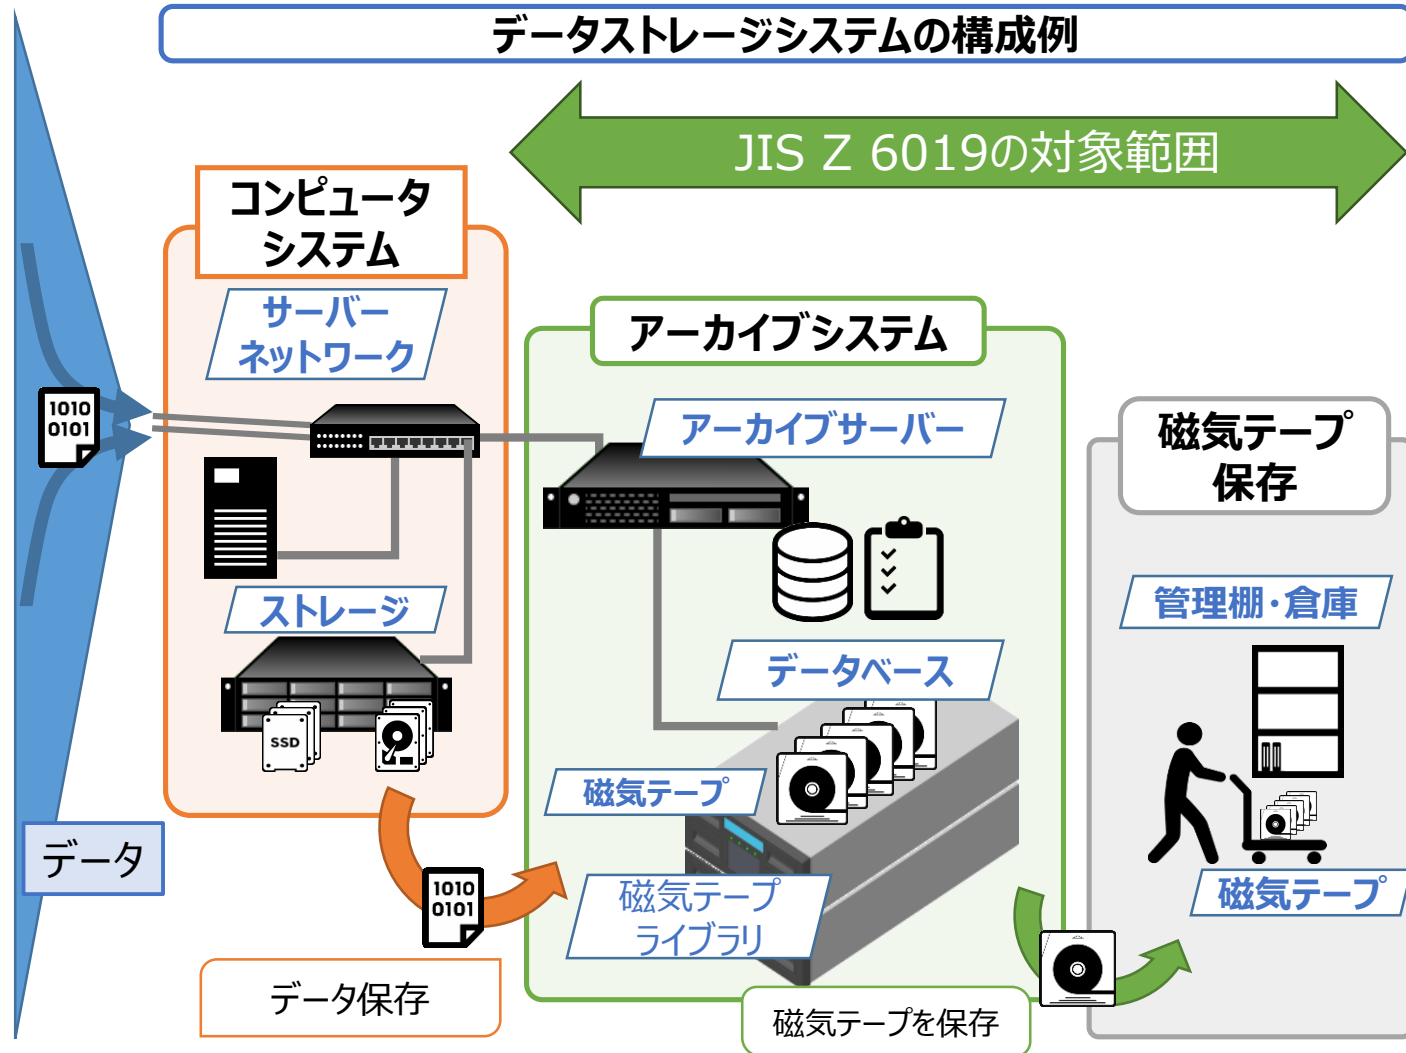 データストレージシステムの構成例
JIS Z 6019の対象範囲
コンピュータ
システム
サーバー
ネットワーク
1010
0101
ストレージ
SSD
データ
1010
0101
データ保存
アーカイブシステム
アーカイブサーバー
データベース
磁気テープ
磁気テープ
ライブラリ
磁気テープを保存
磁気テープ
保存
管理棚・倉庫
磁気テープ